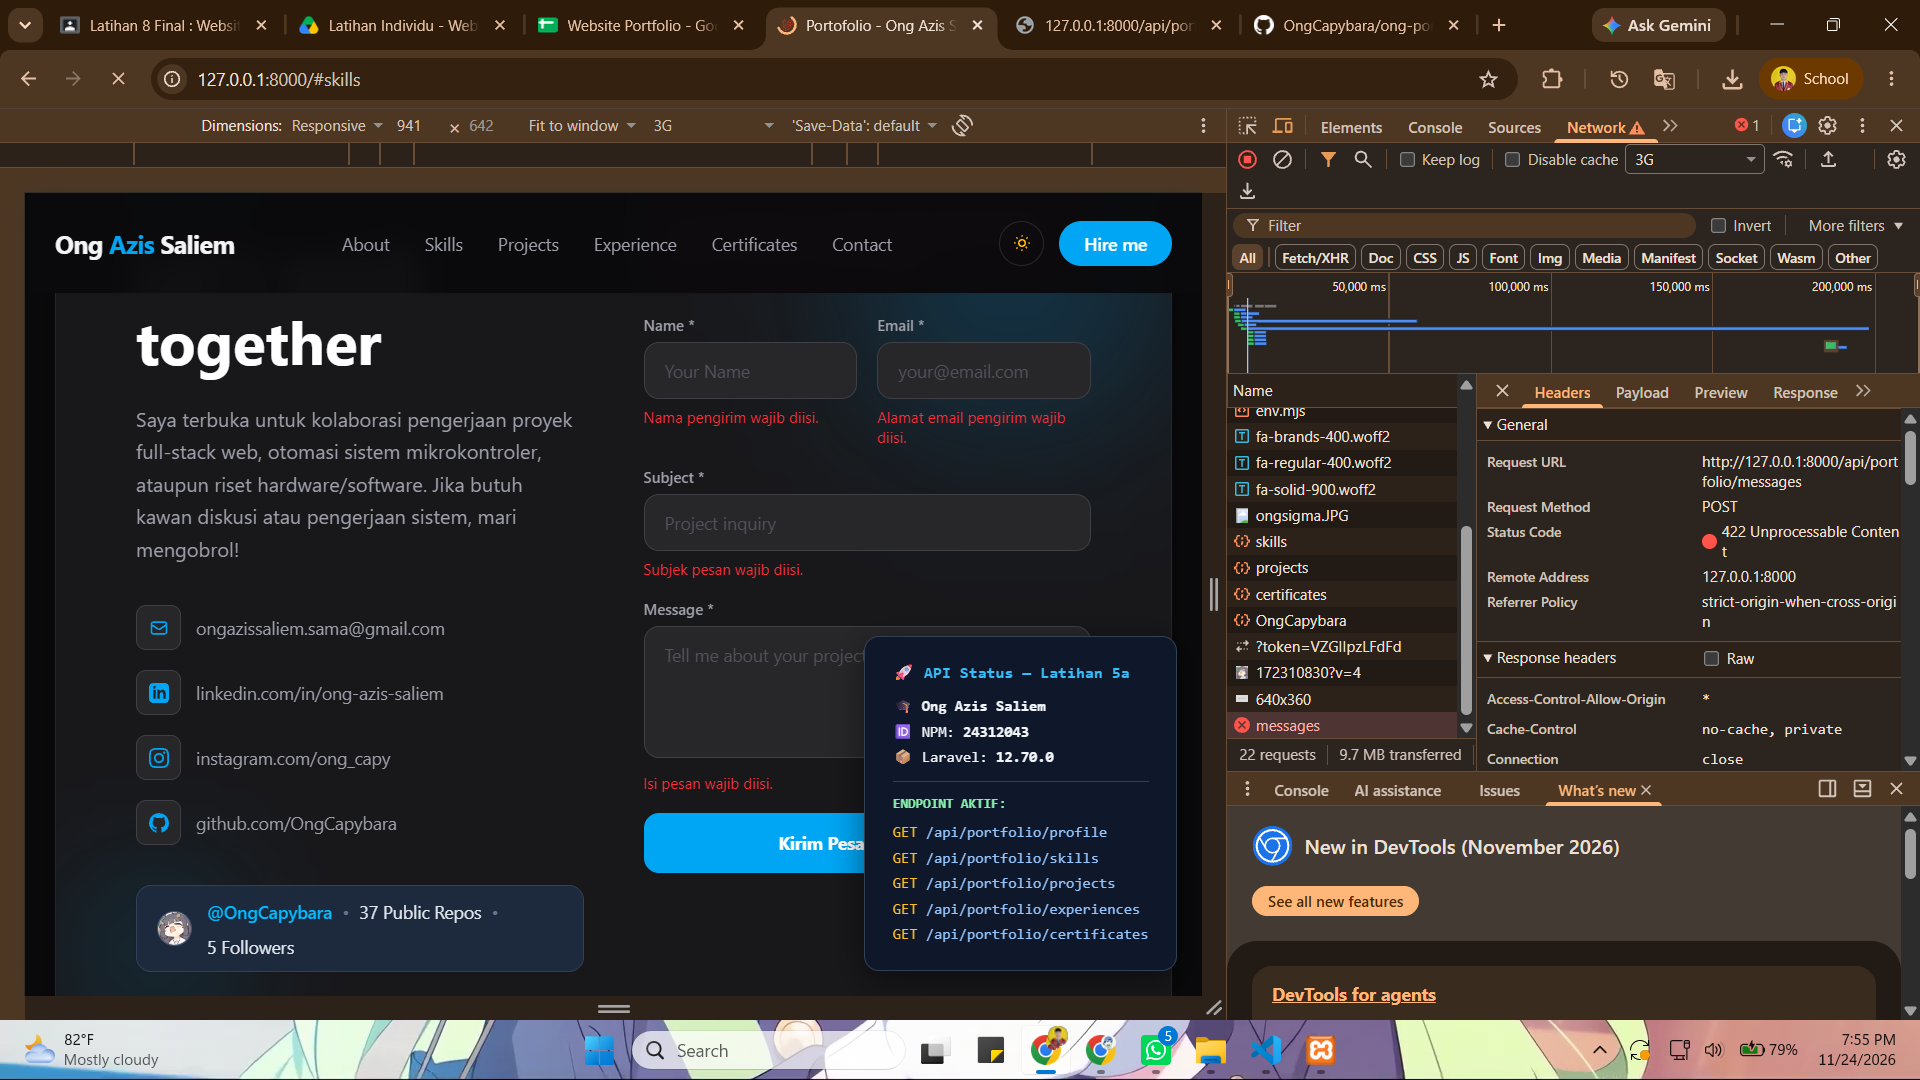 Latihan 8 Final : Websit
Latihan Individu - Web
Website Portfolio - Goo
Portofolio - Ong Azis S
127.0.0.1:8000/api/por
OngCapybara/ong-po
Ask Gemini
127.0.0.1:8000/#skills
School
Dimensions: Responsive 941 × 642 Fit to window 3G 'Save-Data': default
Elements Console Sources Network 1
Keep log Disable cache 3G
Filter Invert More filters
All Fetch/XHR Doc CSS JS Font Img Media Manifest Socket Wasm Other
50,000 ms 100,000 ms 150,000 ms 200,000 ms
Ong Azis Saliem
About Skills Projects Experience Certificates Contact
Hire me
together
Saya terbuka untuk kolaborasi pengerjaan proyek
full-stack web, otomasi sistem mikrokontroler,
ataupun riset hardware/software. Jika butuh
kawan diskusi atau pengerjaan sistem, mari
mengobrol!
ongazissaliem.sama@gmail.com
linkedin.com/in/ong-azis-saliem
instagram.com/ong_capy
github.com/OngCapybara
@OngCapybara • 37 Public Repos •
5 Followers
Name * Email *
Your Name your@email.com
Nama pengirim wajib diisi.
Alamat email pengirim wajib
diisi.
Subject *
Project inquiry
Subjek pesan wajib diisi.
Message *
Tell me about your project
Isi pesan wajib diisi.
Kirim Pesa
API Status — Latihan 5a
Ong Azis Saliem
ID NPM: 24312043
Laravel: 12.70.0
ENDPOINT AKTIF:
GET /api/portfolio/profile
GET /api/portfolio/skills
GET /api/portfolio/projects
GET /api/portfolio/experiences
GET /api/portfolio/certificates
Name
env.mjs
fa-brands-400.woff2
fa-regular-400.woff2
fa-solid-900.woff2
ongsigma.JPG
skills
projects
certificates
OngCapybara
172310830?v=4
640x360
messages
22 requests 9.7 MB transferred
Headers Payload Preview Response
General
Request URL http://127.0.0.1:8000/api/port
folio/messages
Request Method POST
Status Code 422 Unprocessable Conten
t
Remote Address 127.0.0.1:8000
Referrer Policy strict-origin-when-cross-origi
n
Response headers Raw
Access-Control-Allow-Origin *
Cache-Control no-cache, private
Connection close
Console AI assistance Issues What's new
New in DevTools (November 2026)
See all new features
DevTools for agents
82°F
Mostly cloudy
Search
5
79%
7:55 PM
11/24/2026